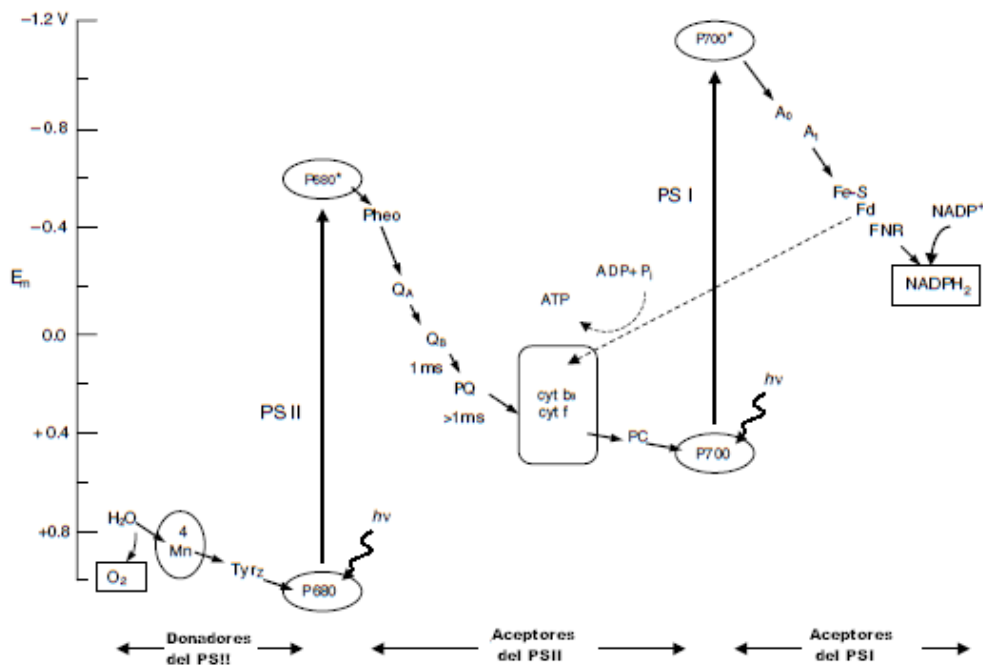 −1.2 V
−0.8
−0.4
Em
0.0
+0.4
+0.8
H₂O
O₂
4
Mn
Tyrz
P680
hν
PS II
P680*
Pheo
QA
QB
1 ms
PQ
>1ms
cyt b₆
cyt f
ATP
ADP+ Pi
PC
P700
hν
PS I
P700*
A₀
A₁
Fe-S
Fd
FNR
NADP+
NADPH₂
Donadores
del PS!!
Aceptores
del PSII
Aceptores
del PSI